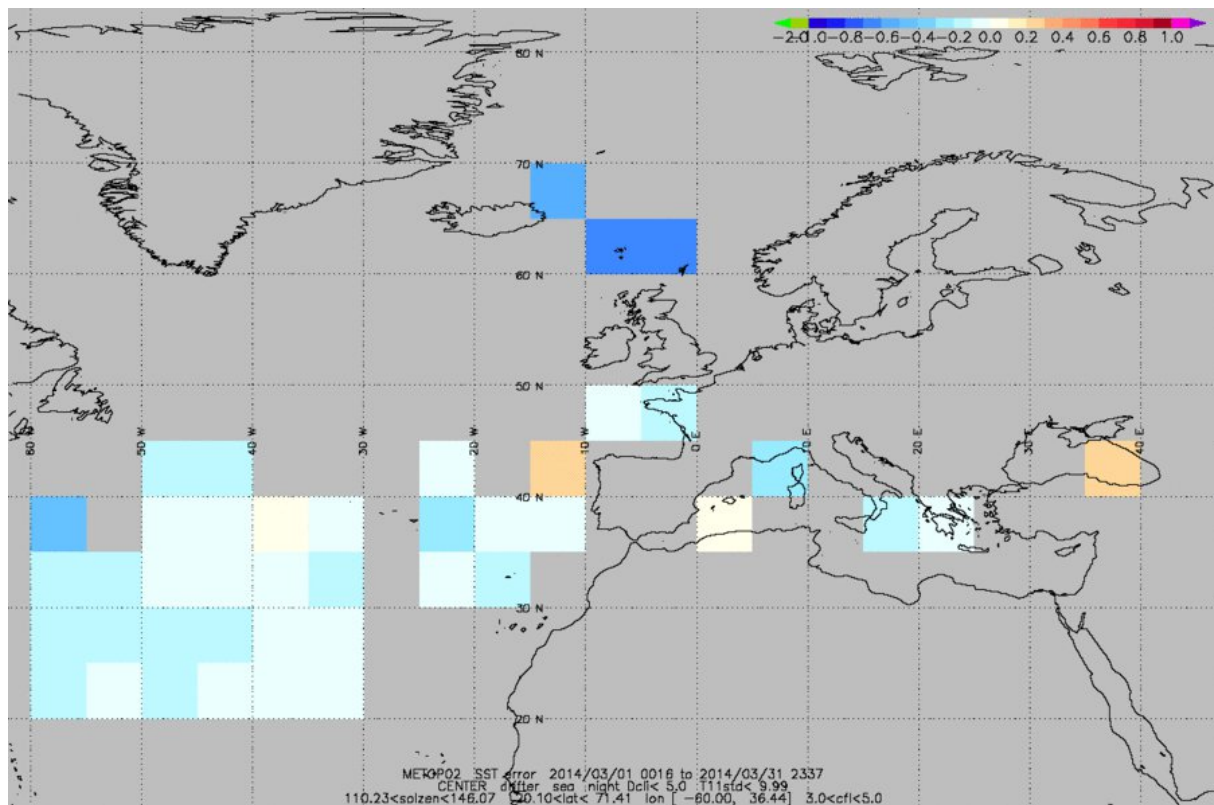 -2.0 -1.0 -0.8 -0.6 -0.4 -0.2 0.0 0.2 0.4 0.6 0.8 1.0
80 N
70 N
60 N
50 N
60 W 50 W 40 W 30 W 20 W 10 W 0 E 10 E 20 E 30 E 40 E
40 N
30 N
20 N
METOP02 SST error 2014/03/01 0016 to 2014/03/31 2337
CENTER drifter sea night Dcli< 5.0 T11std< 9.99
110.23<solzen<146.07 20.10<lat< 71.41 lon [ -60.00, 36.44] 3.0<cfl<5.0